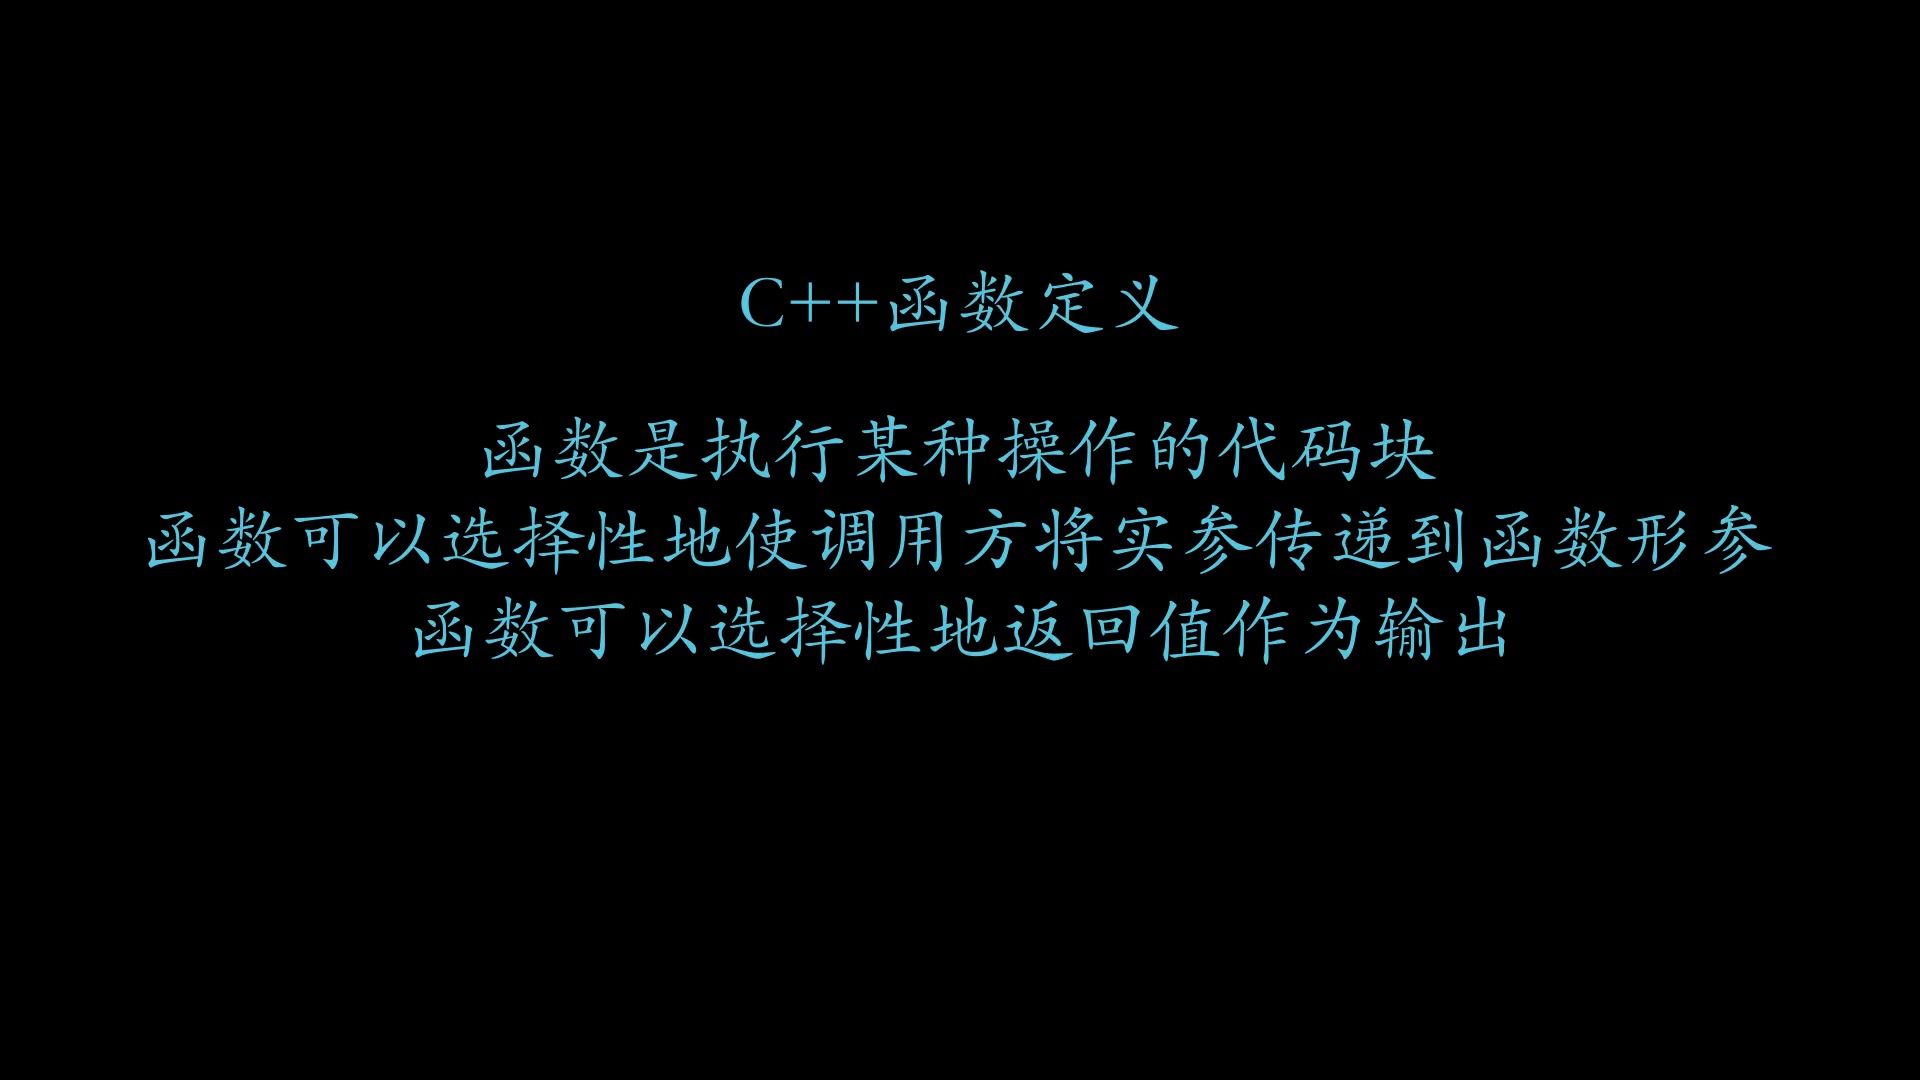 C++函数定义
函数是执行某种操作的代码块
函数可以选择性地使调用方将实参传递到函数形参
函数可以选择性地返回值作为输出